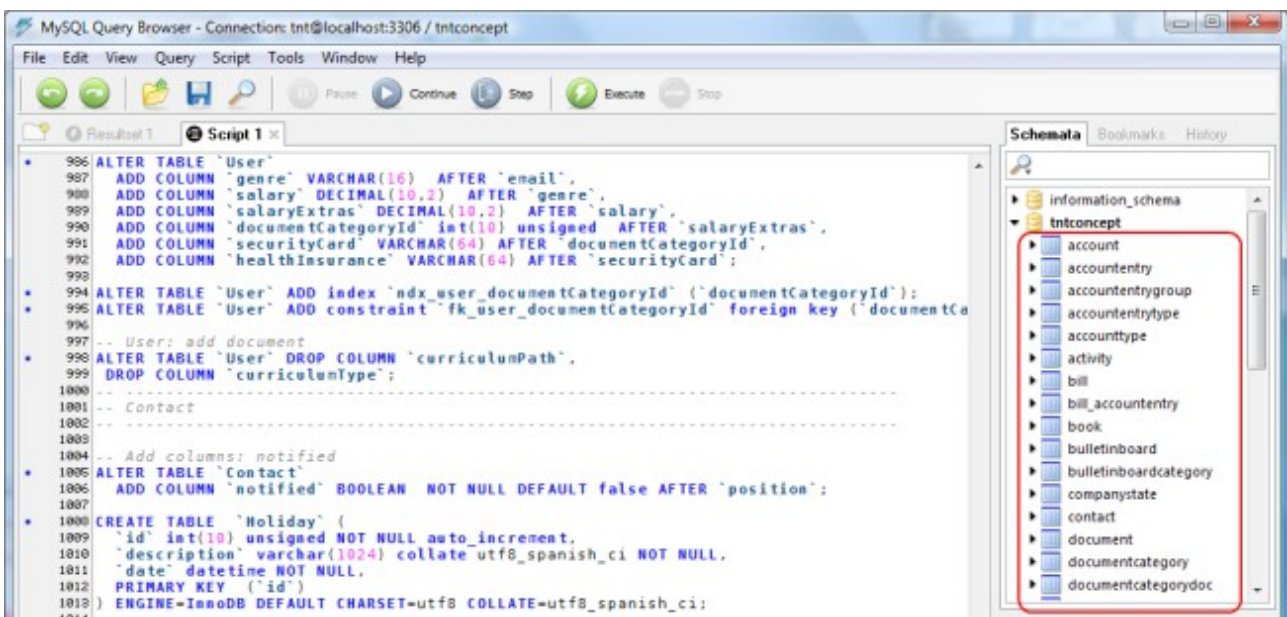 MySQL Query Browser - Connection: tnt@localhost:3306 / tntconcept
File Edit View Query Script Tools Window Help
Pause Continue Step Execute Stop
Resultset 1 Script 1
986 ALTER TABLE `User`
987 ADD COLUMN `genre` VARCHAR(16) AFTER `email`,
988 ADD COLUMN `salary` DECIMAL(10,2) AFTER `genre`,
989 ADD COLUMN `salaryExtras` DECIMAL(10,2) AFTER `salary`,
990 ADD COLUMN `documentCategoryId` int(10) unsigned AFTER `salaryExtras`,
991 ADD COLUMN `securityCard` VARCHAR(64) AFTER `documentCategoryId`,
992 ADD COLUMN `healthInsurance` VARCHAR(64) AFTER `securityCard`;
993
994 ALTER TABLE `User` ADD index `ndx_user_documentCategoryId` (`documentCategoryId`);
995 ALTER TABLE `User` ADD constraint `fk_user_documentCategoryId` foreign key (`documentCa
996
997 -- User: add document
998 ALTER TABLE `User` DROP COLUMN `curriculumPath`,
999 DROP COLUMN `curriculumType`;
1000 -- -----------------------------------------------------------------------------
1001 -- Contact
1002 -- -----------------------------------------------------------------------------
1003
1004 -- Add columns: notified
1005 ALTER TABLE `Contact`
1006 ADD COLUMN `notified` BOOLEAN NOT NULL DEFAULT false AFTER `position`;
1007
1008 CREATE TABLE `Holiday` (
1009 `id` int(10) unsigned NOT NULL auto_increment,
1010 `description` varchar(1024) collate utf8_spanish_ci NOT NULL,
1011 `date` datetime NOT NULL,
1012 PRIMARY KEY (`id`)
1013 ) ENGINE=InnoDB DEFAULT CHARSET=utf8 COLLATE=utf8_spanish_ci;
Schemata Bookmarks History
information_schema
tntconcept
account
accountentry
accountentrygroup
accountentrytype
accounttype
activity
bill
bill_accountentry
book
bulletinboard
bulletinboardcategory
companystate
contact
document
documentcategory
documentcategorydoc